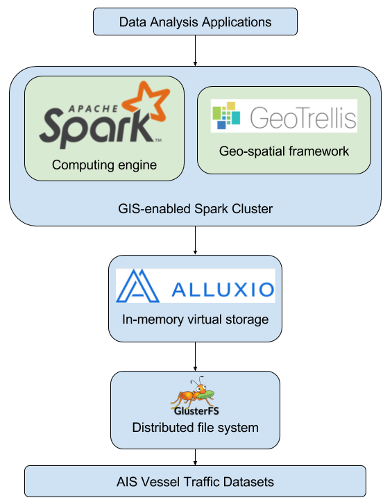 Data Analysis Applications
APACHE
Spark™
Computing engine
GeoTrellis
Geo-spatial framework
GIS-enabled Spark Cluster
ALLUXIO
In-memory virtual storage
GlusterFS
Distributed file system
AIS Vessel Traffic Datasets